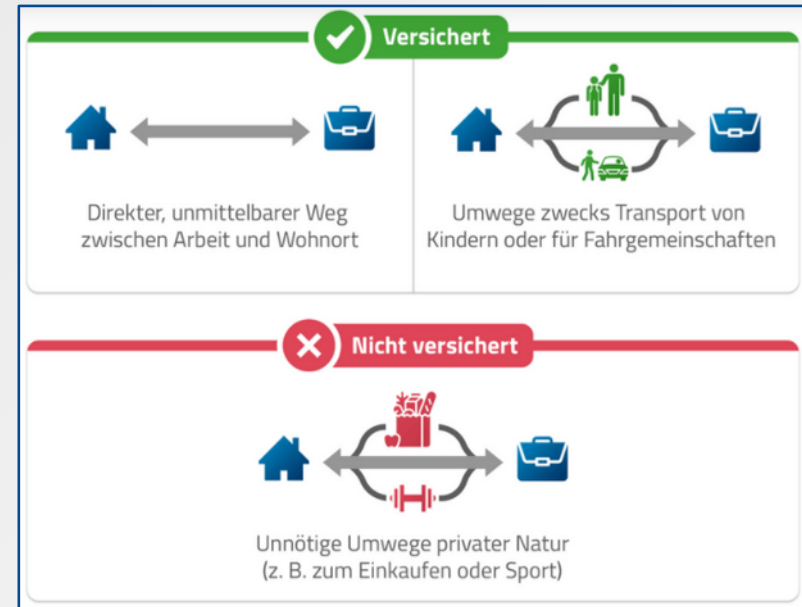 Versichert
Direkter, unmittelbarer Weg
zwischen Arbeit und Wohnort
Umwege zwecks Transport von
Kindern oder für Fahrgemeinschaften
Nicht versichert
Unnötige Umwege privater Natur
(z. B. zum Einkaufen oder Sport)